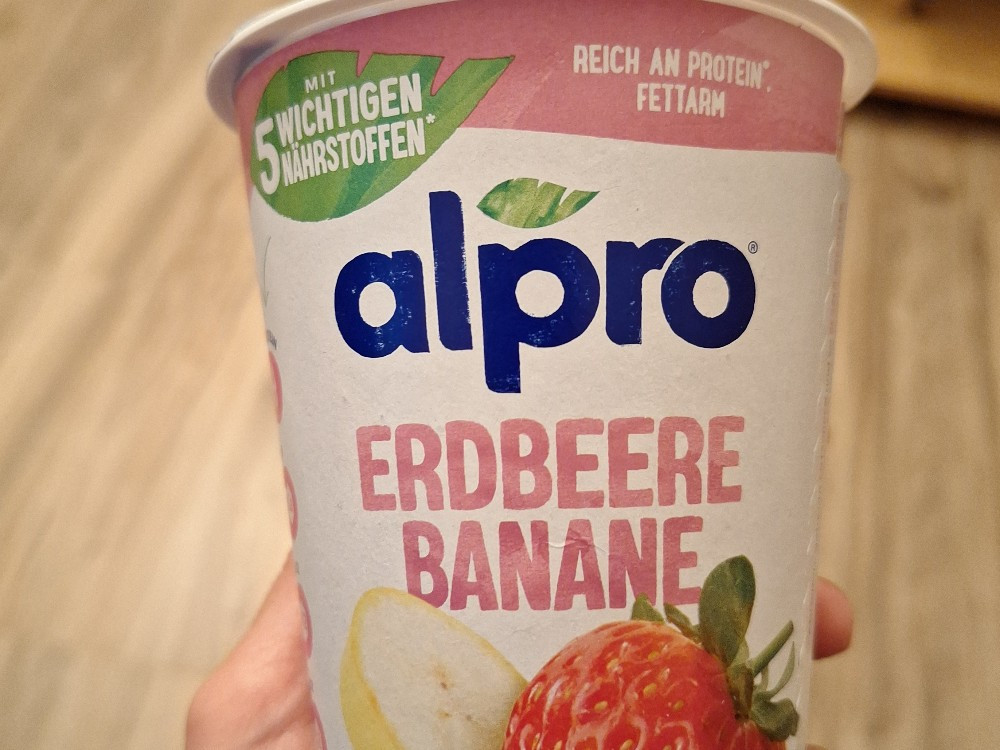 MIT
5 WICHTIGEN
NÄHRSTOFFEN*
REICH AN PROTEIN*.
FETTARM
alpro®
ERDBEERE
BANANE